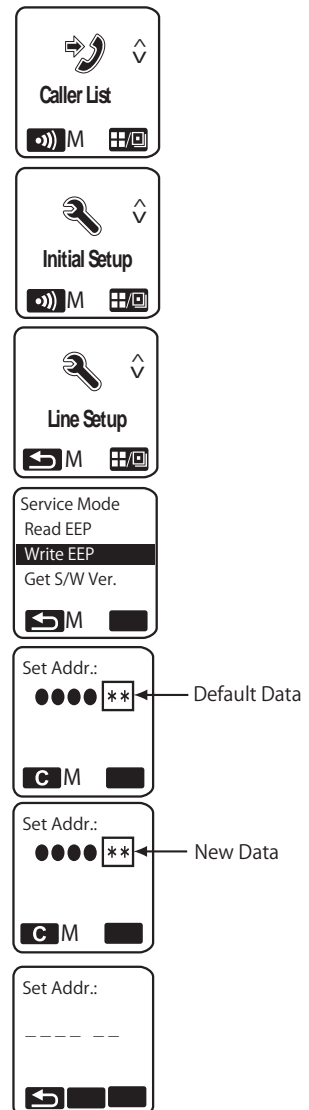 Caller List
M
Initial Setup
M
Line Setup
M
Service Mode
Read EEP
Write EEP
Get S/W Ver.
M
Set Addr.:
●●●● ** Default Data
C M
Set Addr.:
●●●● ** New Data
C M
Set Addr.:
_ _ _ _ _ _